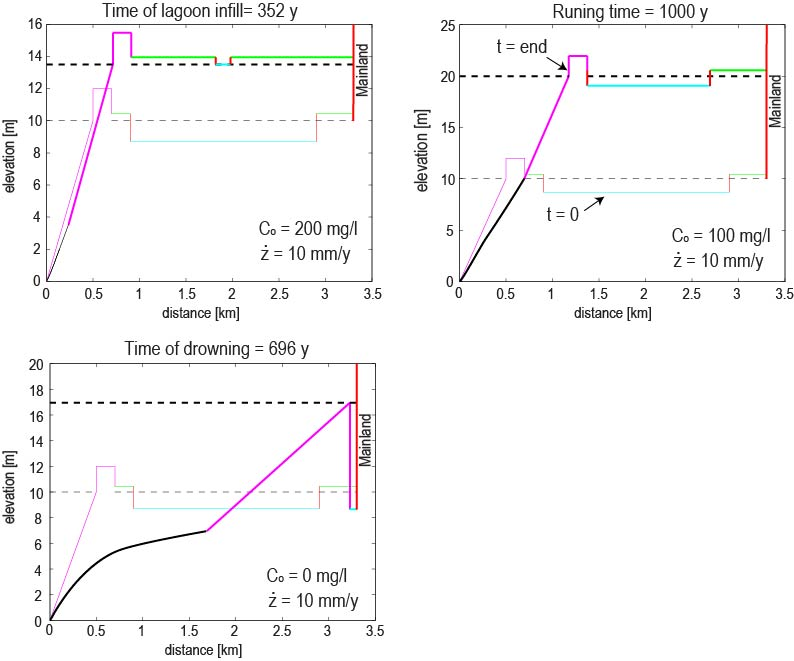 Time of lagoon infill= 352 y
16
14
12
10
8
6
4
2
0
elevation [m]
Mainland
C₀ = 200 mg/l
ż = 10 mm/y
0
0.5
1
1.5
2
2.5
3
3.5
distance [km]
Runing time = 1000 y
25
20
15
10
5
0
elevation [m]
t = end
Mainland
t = 0
C₀ = 100 mg/l
ż = 10 mm/y
0
0.5
1
1.5
2
2.5
3
3.5
distance [km]
Time of drowning = 696 y
20
18
16
14
12
10
8
6
4
2
0
elevation [m]
Mainland
C₀ = 0 mg/l
ż = 10 mm/y
0
0.5
1
1.5
2
2.5
3
3.5
distance [km]